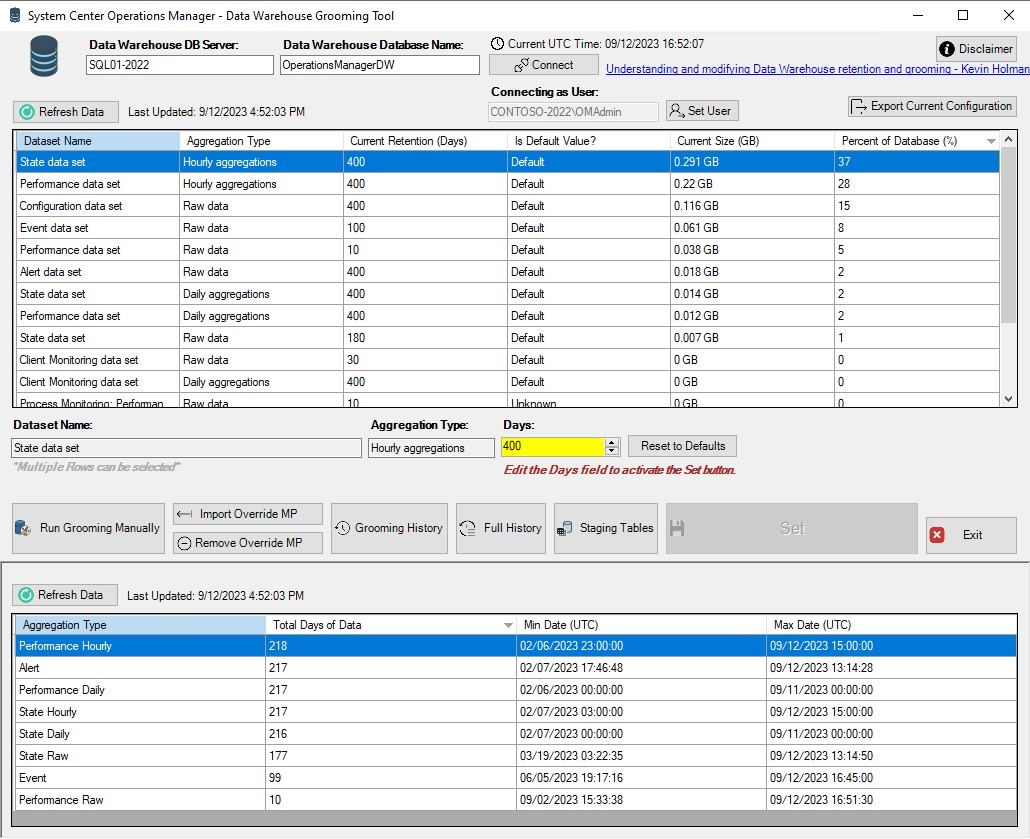 System Center Operations Manager - Data Warehouse Grooming Tool
Data Warehouse DB Server: Data Warehouse Database Name: Current UTC Time: 09/12/2023 16:52:07 Disclaimer
SQL01-2022 OperationsManagerDW Connect Understanding and modifying Data Warehouse retention and grooming - Kevin Holman
Connecting as User:
Refresh Data Last Updated: 9/12/2023 4:52:03 PM CONTOSO-2022\OMAdmin Set User Export Current Configuration
Dataset Name Aggregation Type Current Retention (Days) Is Default Value? Current Size (GB) Percent of Database (%)
State data set Hourly aggregations 400 Default 0.291 GB 37
Performance data set Hourly aggregations 400 Default 0.22 GB 28
Configuration data set Raw data 400 Default 0.116 GB 15
Event data set Raw data 100 Default 0.061 GB 8
Performance data set Raw data 10 Default 0.038 GB 5
Alert data set Raw data 400 Default 0.018 GB 2
State data set Daily aggregations 400 Default 0.014 GB 2
Performance data set Daily aggregations 400 Default 0.012 GB 2
State data set Raw data 180 Default 0.007 GB 1
Client Monitoring data set Raw data 30 Default 0 GB 0
Client Monitoring data set Daily aggregations 400 Default 0 GB 0
Process Monitoring: Performan Raw data 10 Unknown 0 GB 0
Dataset Name: Aggregation Type: Days:
State data set Hourly aggregations 400 Reset to Defaults
"Multiple Rows can be selected" Edit the Days field to activate the Set button.
Run Grooming Manually Import Override MP Grooming History Full History Staging Tables Set Exit
Remove Override MP
Refresh Data Last Updated: 9/12/2023 4:52:03 PM
Aggregation Type Total Days of Data Min Date (UTC) Max Date (UTC)
Performance Hourly 218 02/06/2023 23:00:00 09/12/2023 15:00:00
Alert 217 02/07/2023 17:46:48 09/12/2023 13:14:28
Performance Daily 217 02/06/2023 00:00:00 09/11/2023 00:00:00
State Hourly 217 02/07/2023 03:00:00 09/12/2023 15:00:00
State Daily 216 02/07/2023 00:00:00 09/11/2023 00:00:00
State Raw 177 03/19/2023 03:22:35 09/12/2023 13:14:50
Event 99 06/05/2023 19:17:16 09/12/2023 16:45:00
Performance Raw 10 09/02/2023 15:33:38 09/12/2023 16:51:30